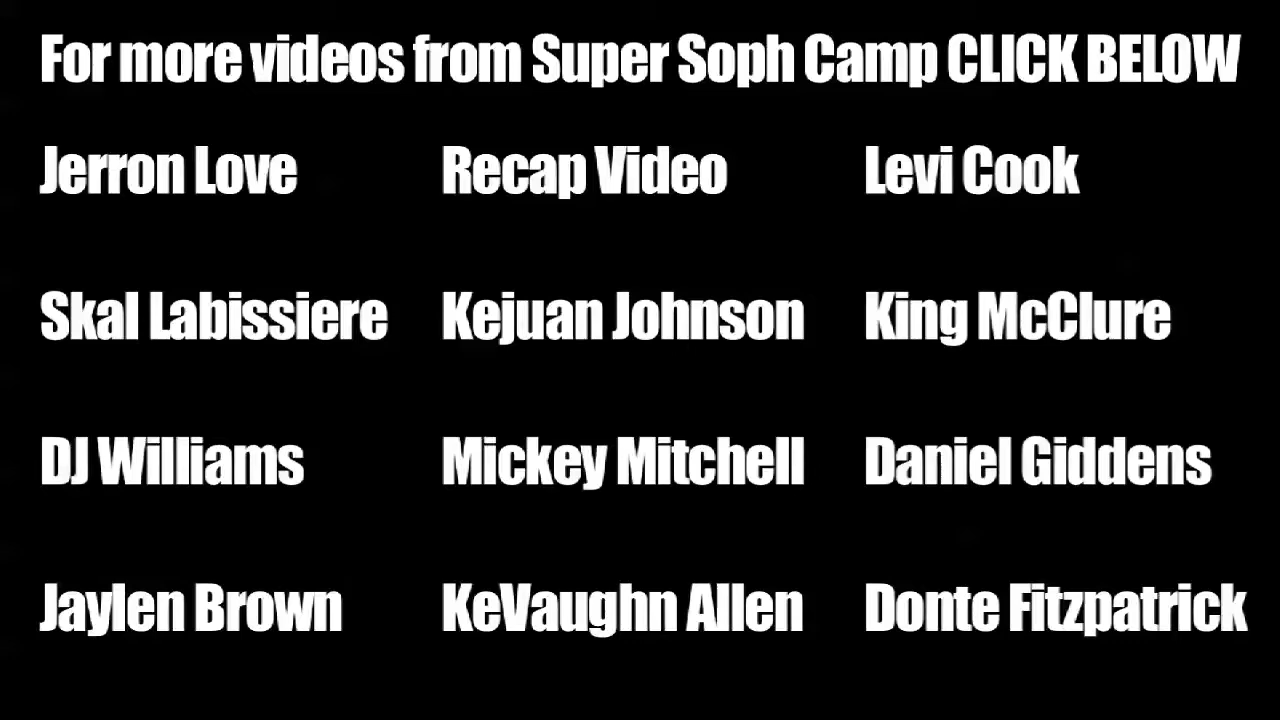 For more videos from Super Soph Camp CLICK BELOW
Jerron Love Recap Video Levi Cook
Skal Labissiere Kejuan Johnson King McClure
DJ Williams Mickey Mitchell Daniel Giddens
Jaylen Brown KeVaughn Allen Donte Fitzpatrick